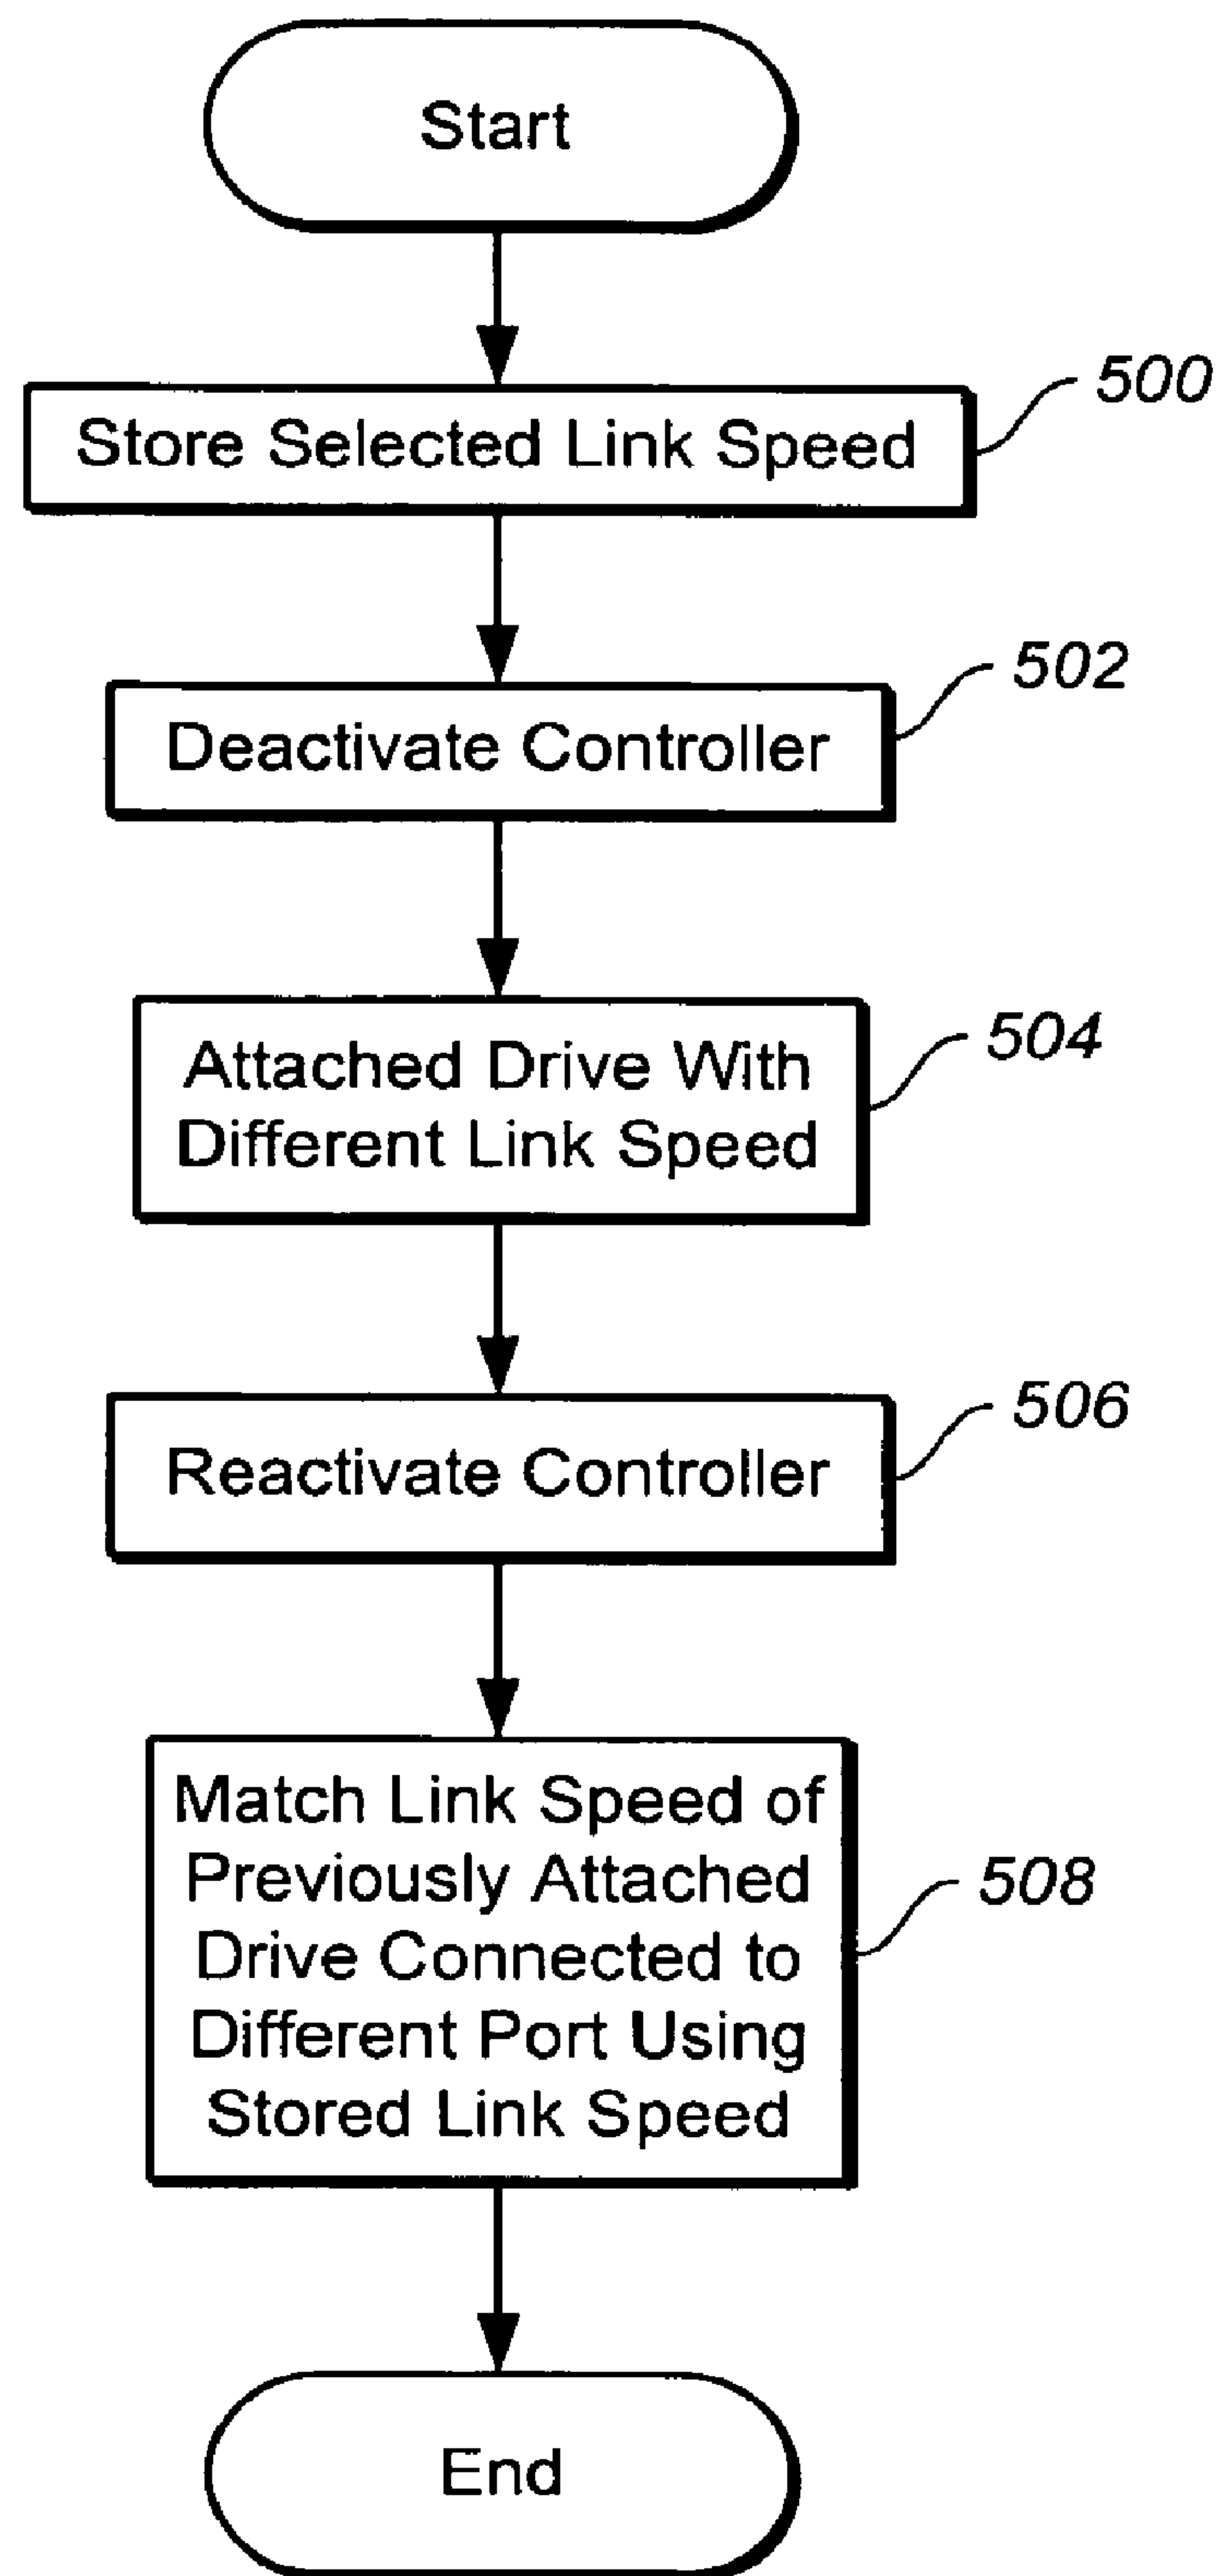 Start
500
Store Selected Link Speed
502
Deactivate Controller
504
Attached Drive With
Different Link Speed
506
Reactivate Controller
Match Link Speed of
Previously Attached
508
Drive Connected to
Different Port Using
Stored Link Speed
End